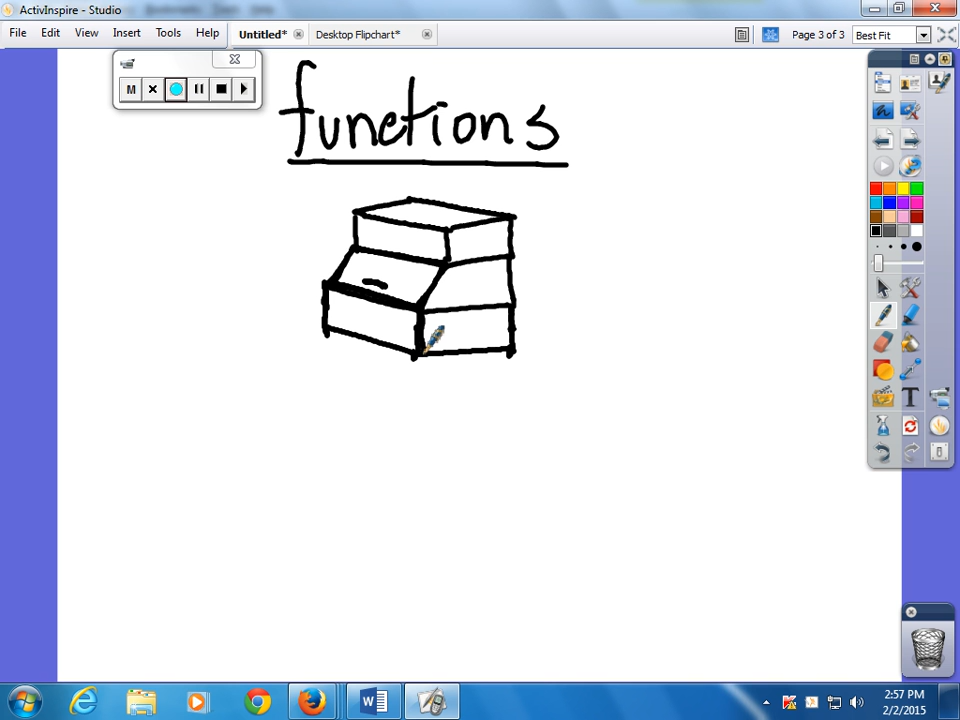 ActivInspire - Studio
File Edit View Insert Tools Help Untitled* Desktop Flipchart* Page 3 of 3 Best Fit
M
functions
T
W
2:57 PM
2/2/2015